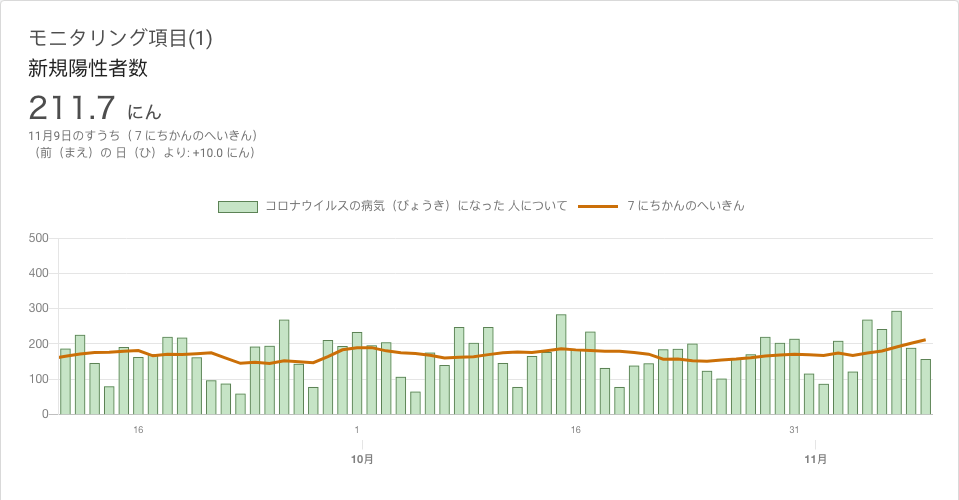 モニタリング項目(1)
新規陽性者数
211.7 にん
11月9日のすうち（７にちかんのへいきん）
（前（まえ）の 日（ひ）より: +10.0 にん）
コロナウイルスの病気（びょうき）になった 人について ７にちかんのへいきん
500
400
300
200
100
0
16 1 16 31
10月 11月